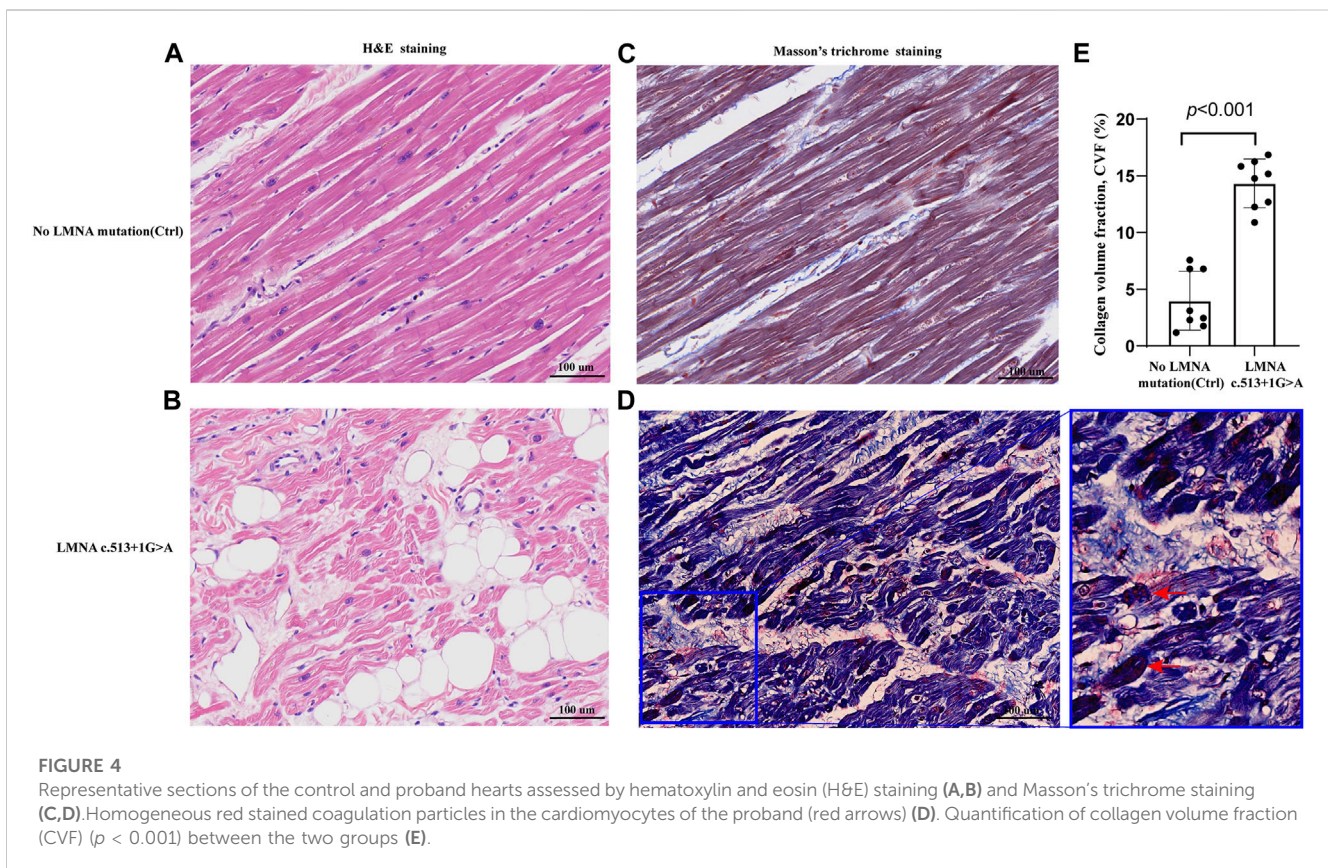 A
H&E staining
C
Masson's trichrome staining
E
No LMNA mutation(Ctrl)
100 um
100 um
p<0.001
Collagen volume fraction, CVF (%)
20
15
10
5
0
No LMNA
mutation(Ctrl)
LMNA
c.513+1G>A
B
D
LMNA c.513+1G>A
100 um
100 um
FIGURE 4
Representative sections of the control and proband hearts assessed by hematoxylin and eosin (H&E) staining (A,B) and Masson's trichrome staining
(C,D).Homogeneous red stained coagulation particles in the cardiomyocytes of the proband (red arrows) (D). Quantification of collagen volume fraction
(CVF) (p < 0.001) between the two groups (E).